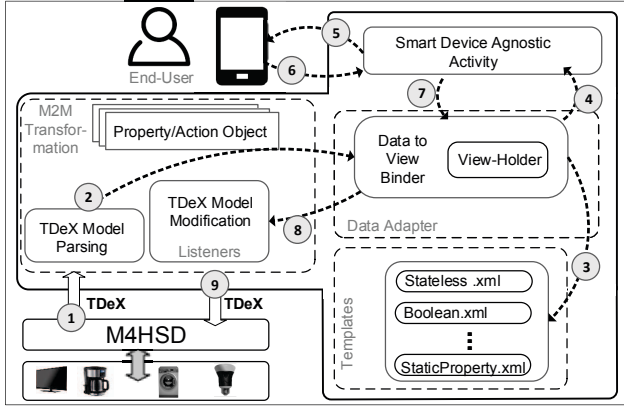 5
6
End-User
Smart Device Agnostic
Activity
7
4
M2M
Transfor-
mation
Property/Action Object
2
TDeX Model
Parsing
TDeX Model
Modification
Listeners
8
Data to
View
Binder
View-Holder
Data Adapter
3
Templates
Stateless .xml
Boolean.xml
StaticProperty.xml
1
TDeX
9
TDeX
M4HSD